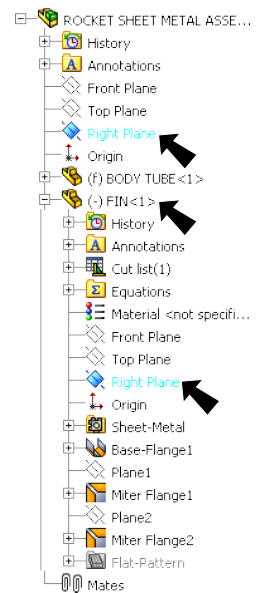 ROCKET SHEET METAL ASSE...
History
Annotations
Front Plane
Top Plane
Right Plane
Origin
(f) BODY TUBE<1>
(-) FIN<1>
History
Annotations
Cut list(1)
Equations
Material <not specifi...
Front Plane
Top Plane
Right Plane
Origin
Sheet-Metal
Base-Flange1
Plane1
Miter Flange1
Plane2
Miter Flange2
Flat-Pattern
Mates